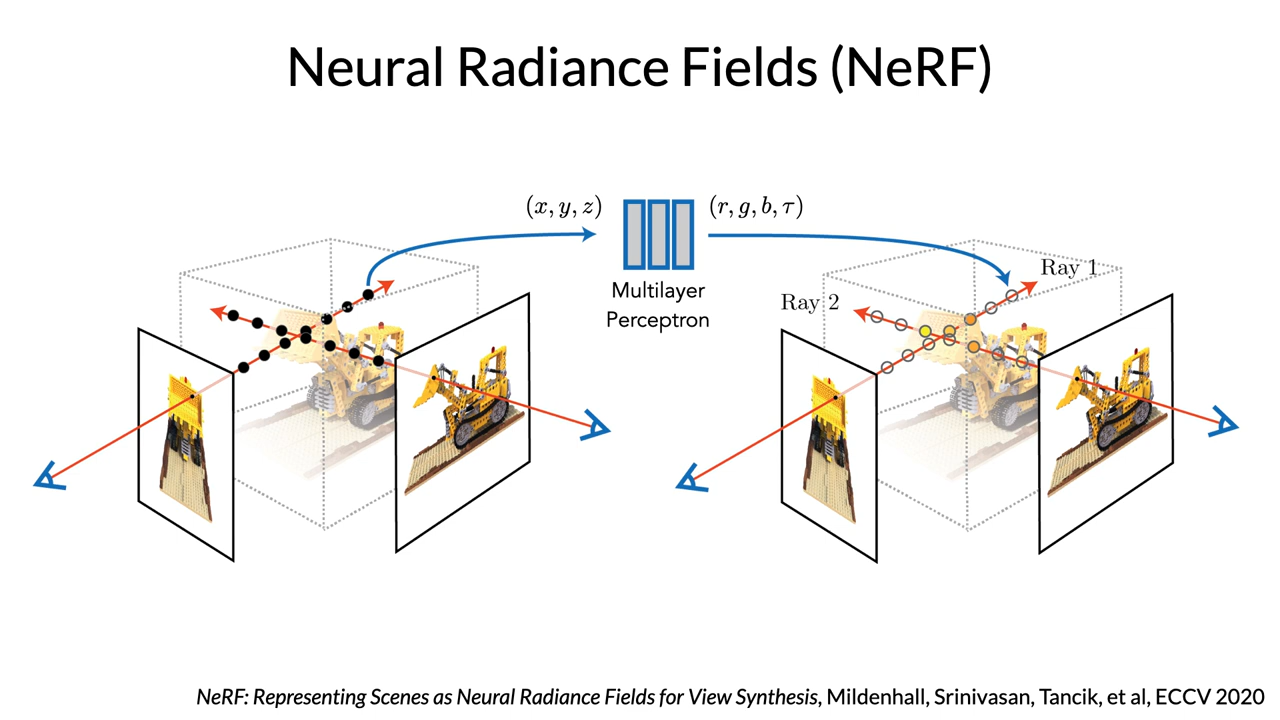 Neural Radiance Fields (NeRF)
(x, y, z)
(r, g, b, τ)
Multilayer
Perceptron
Ray 1
Ray 2
NeRF: Representing Scenes as Neural Radiance Fields for View Synthesis, Mildenhall, Srinivasan, Tancik, et al, ECCV 2020